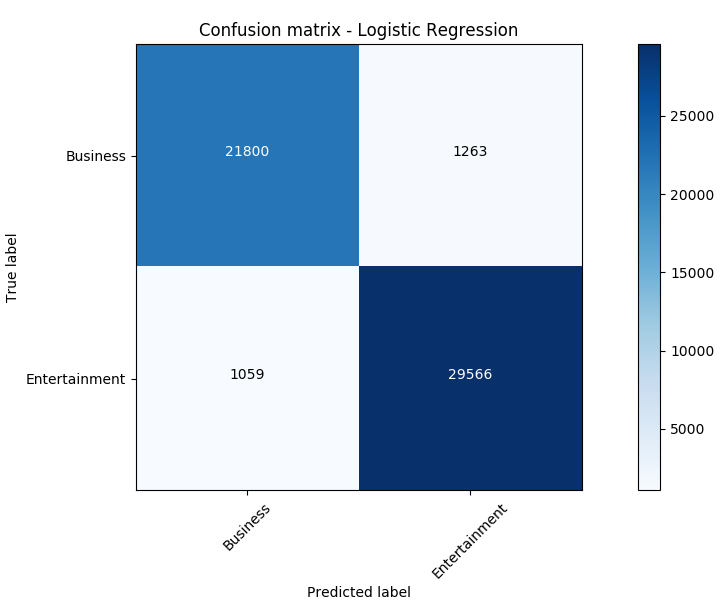 Confusion matrix - Logistic Regression
True label
Business
21800
1263
Entertainment
1059
29566
Business
Entertainment
Predicted label
25000
20000
15000
10000
5000